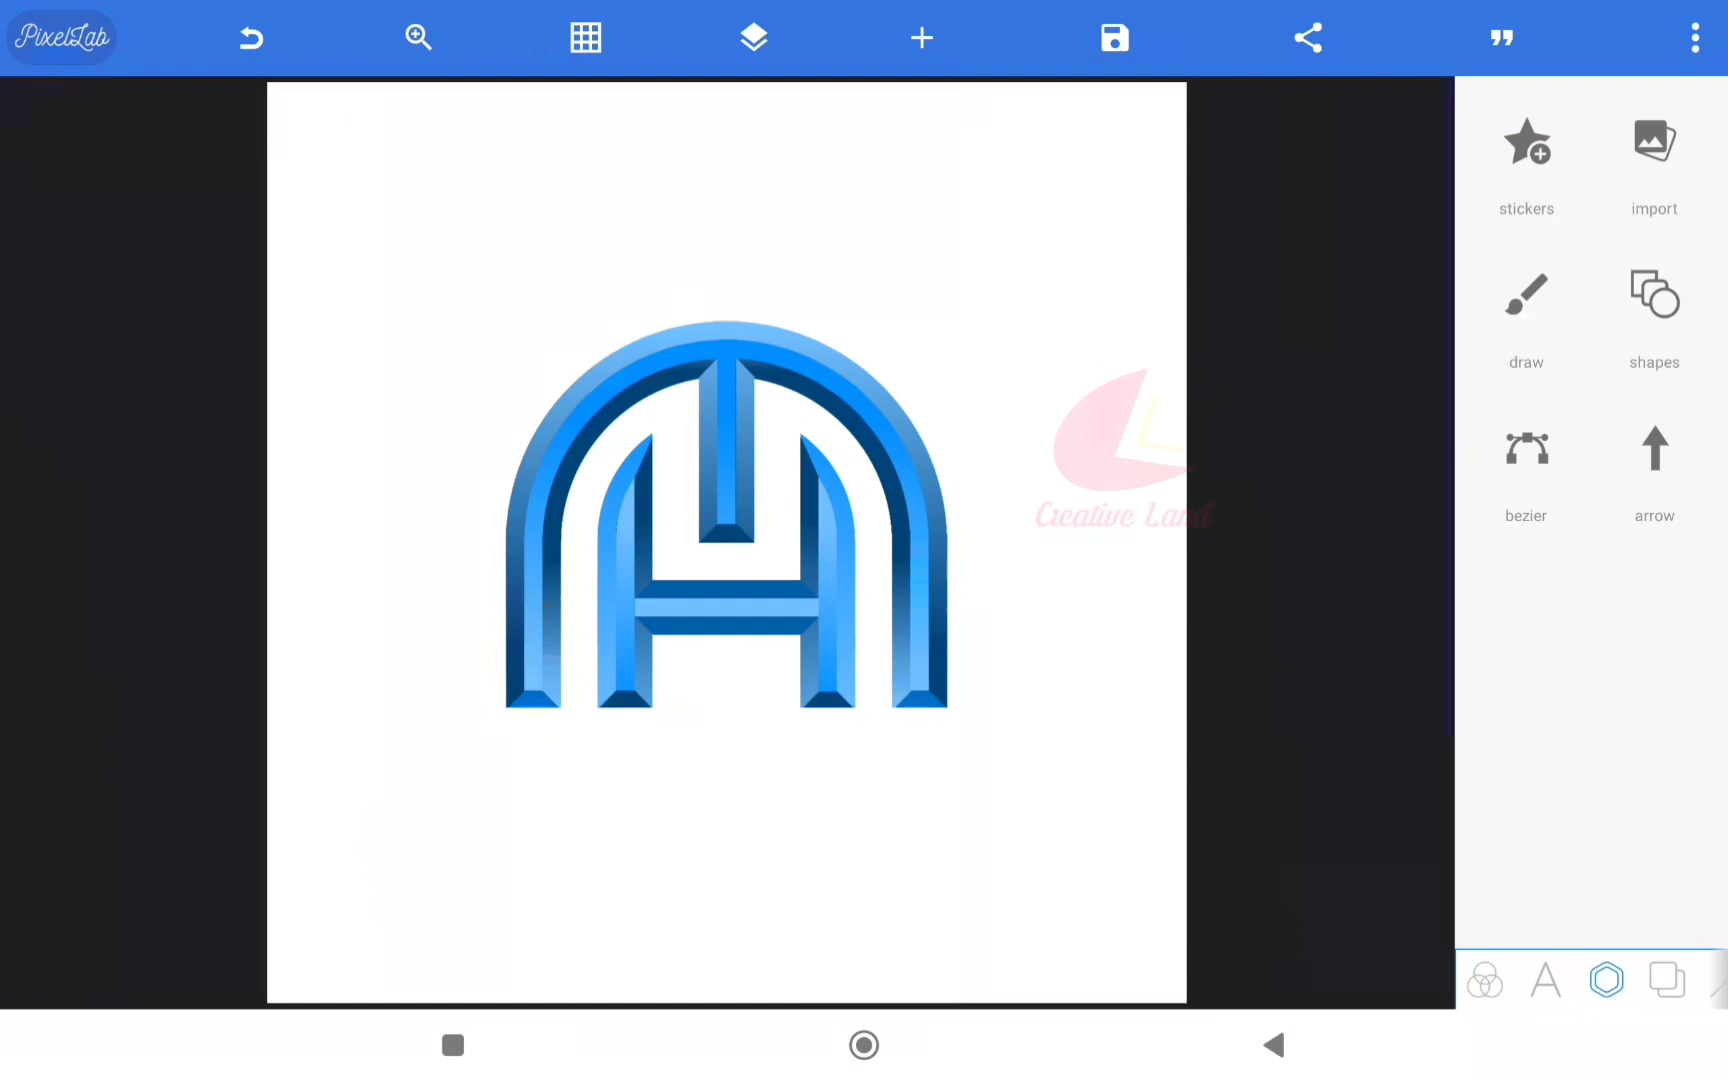 PixelLab
stickers
import
draw
shapes
bezier
arrow
Creative Land